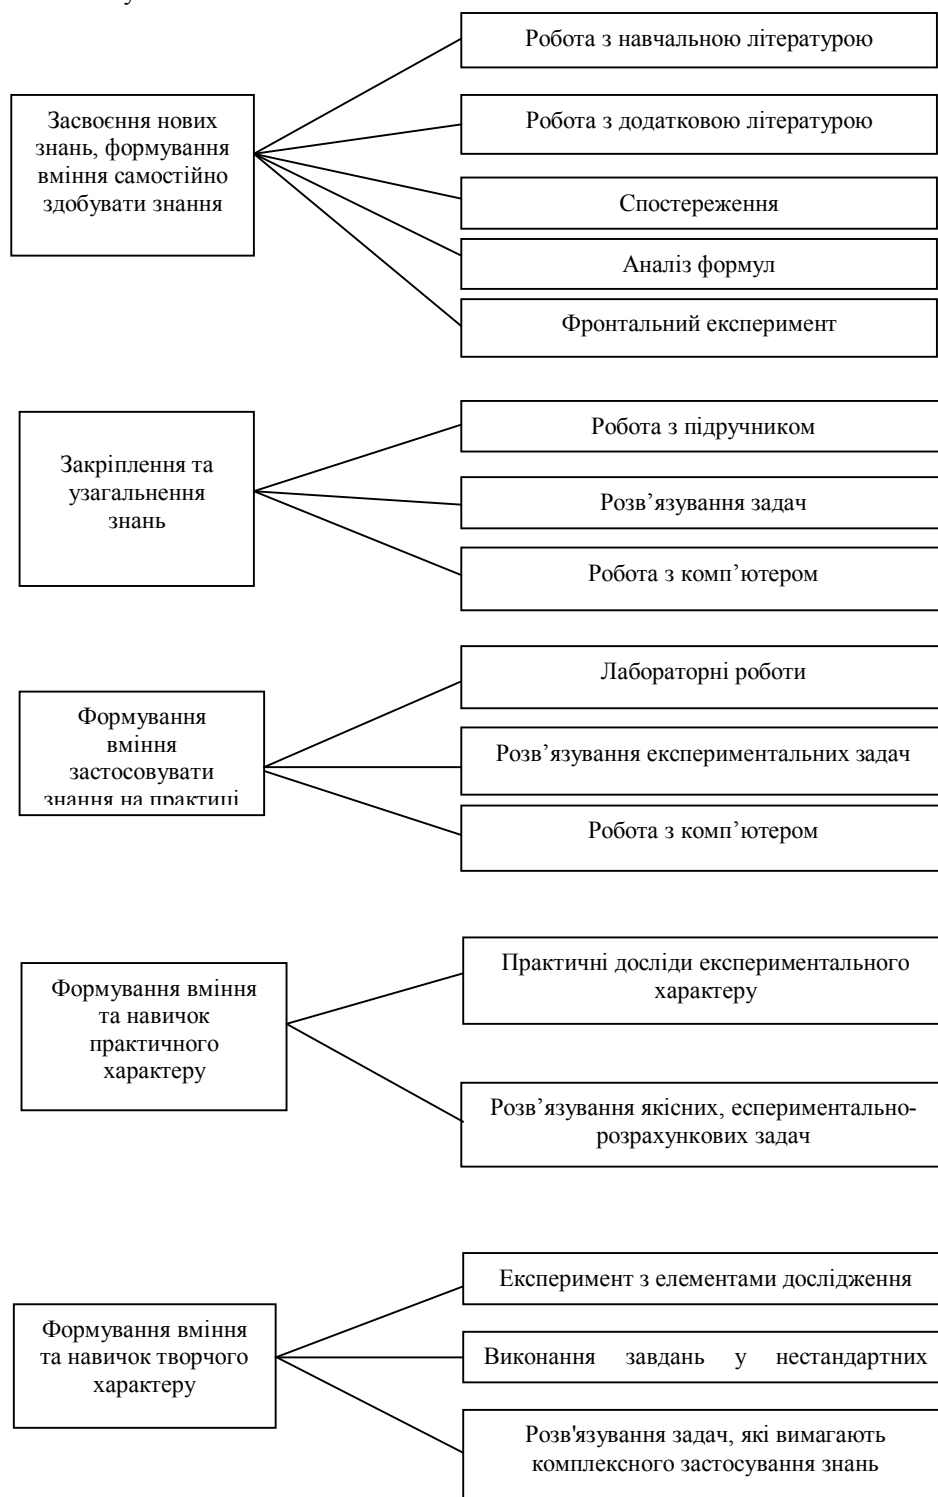 Робота з навчальною літературою
Засвоєння нових
знань, формування
вміння самостійно
здобувати знання
Робота з додатковою літературою
Спостереження
Аналіз формул
Фронтальний експеримент
Закріплення та
узагальнення
знань
Робота з підручником
Розв’язування задач
Робота з комп’ютером
Формування
вміння
застосовувати
знання на практиці
Лабораторні роботи
Розв’язування експериментальних задач
Робота з комп’ютером
Формування вміння
та навичок
практичного
характеру
Практичні досліди експериментального
характеру
Розв’язування якісних, еспериментально-
розрахункових задач
Формування вміння
та навичок творчого
характеру
Експеримент з елементами дослідження
Виконання завдань у нестандартних
Розв'язування задач, які вимагають
комплексного застосування знань